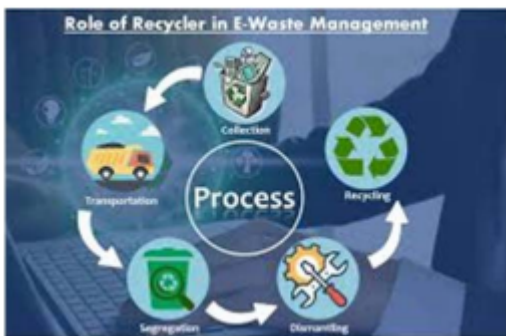 Role of Recycler in E-Waste Management
Collection
Transportation
Process
Recycling
Segregation
Dismantling